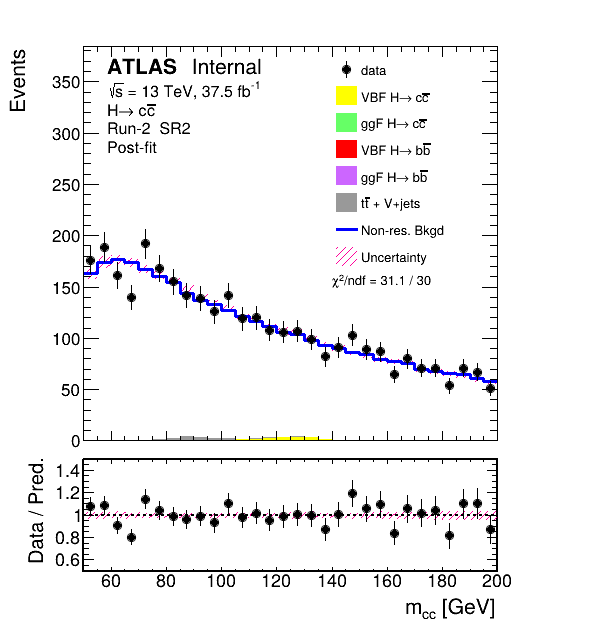 Events
350
300
250
200
150
100
50
0
ATLAS Internal
√s = 13 TeV, 37.5 fb⁻¹
H→ cc̅
Run-2 SR2
Post-fit
data
VBF H→ cc̅
ggF H→ cc̅
VBF H→ bb̅
ggF H→ bb̅
tt̅ + V+jets
Non-res. Bkgd
Uncertainty
χ²/ndf = 31.1 / 30
Data / Pred.
1.4
1.2
1
0.8
0.6
60 80 100 120 140 160 180 200
m_cc [GeV]